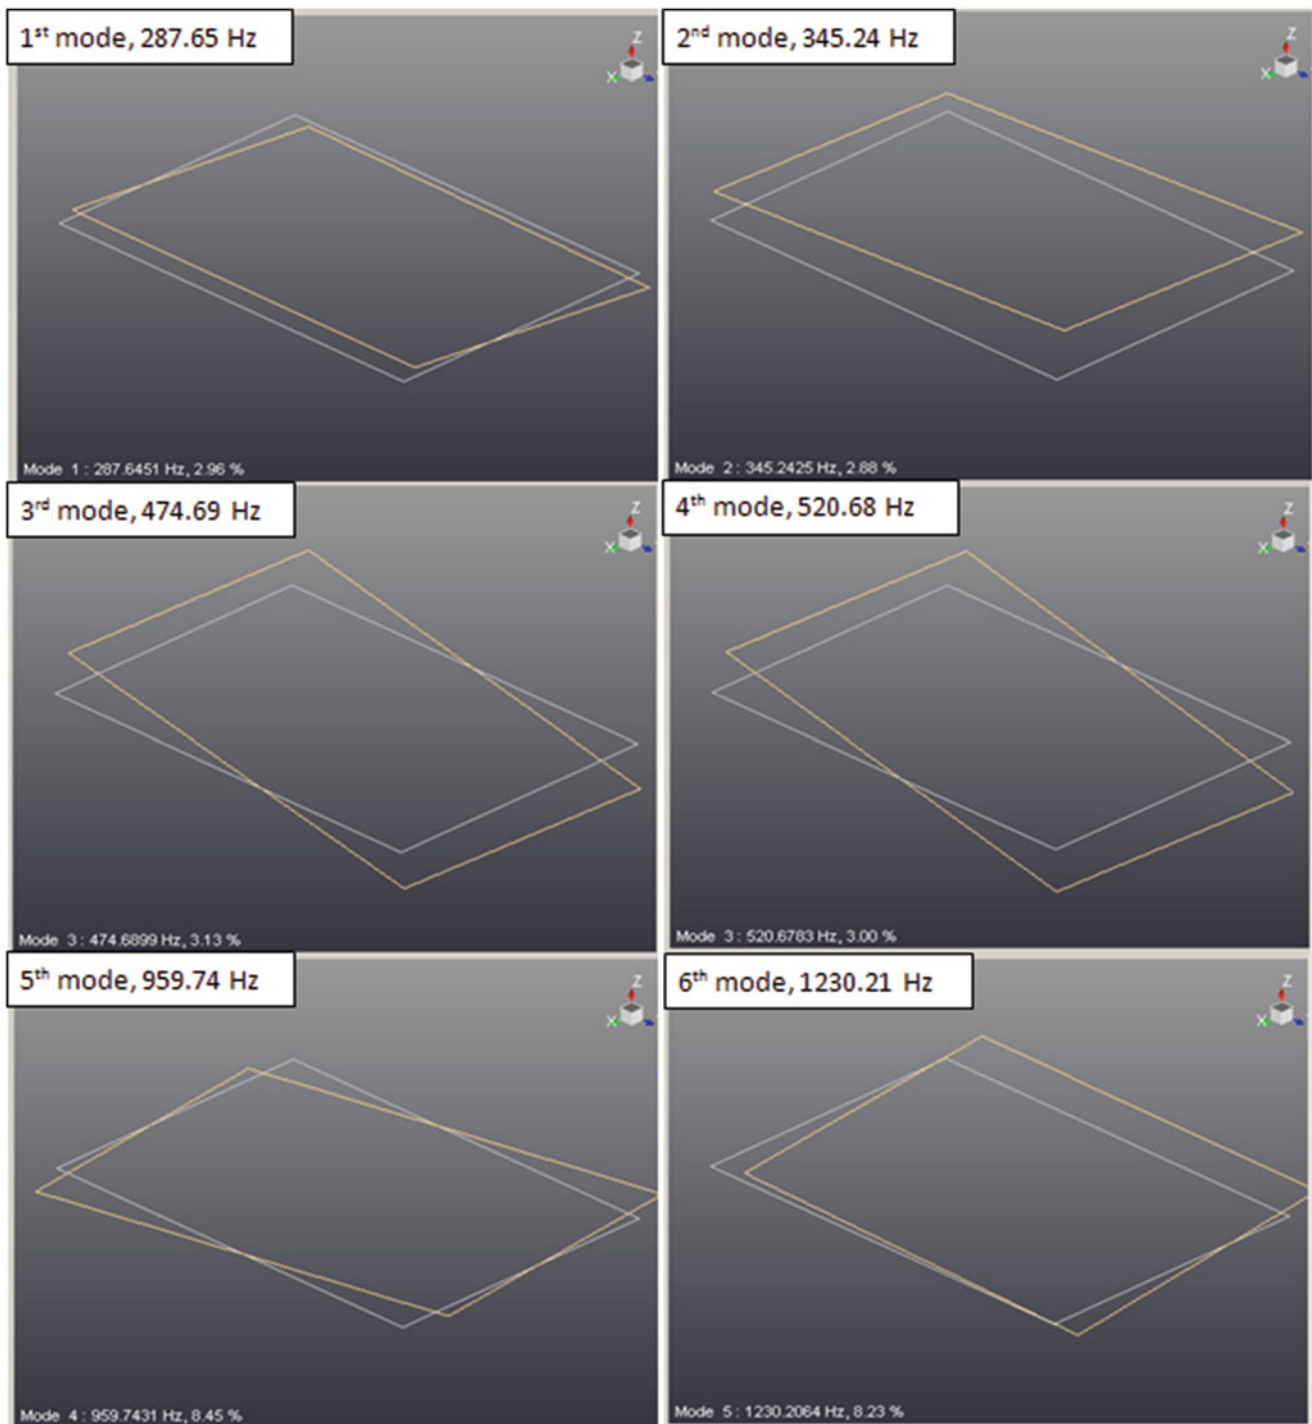 1st mode, 287.65 Hz
Z
X
Mode 1 : 287.6451 Hz, 2.96 %
2nd mode, 345.24 Hz
Z
X
Mode 2 : 345.2425 Hz, 2.88 %
3rd mode, 474.69 Hz
Z
X
Mode 3 : 474.6899 Hz, 3.13 %
4th mode, 520.68 Hz
Z
X
Mode 3 : 520.6783 Hz, 3.00 %
5th mode, 959.74 Hz
Z
X
Mode 4 : 959.7431 Hz, 8.45 %
6th mode, 1230.21 Hz
Z
X
Mode 5 : 1230.2064 Hz, 8.23 %